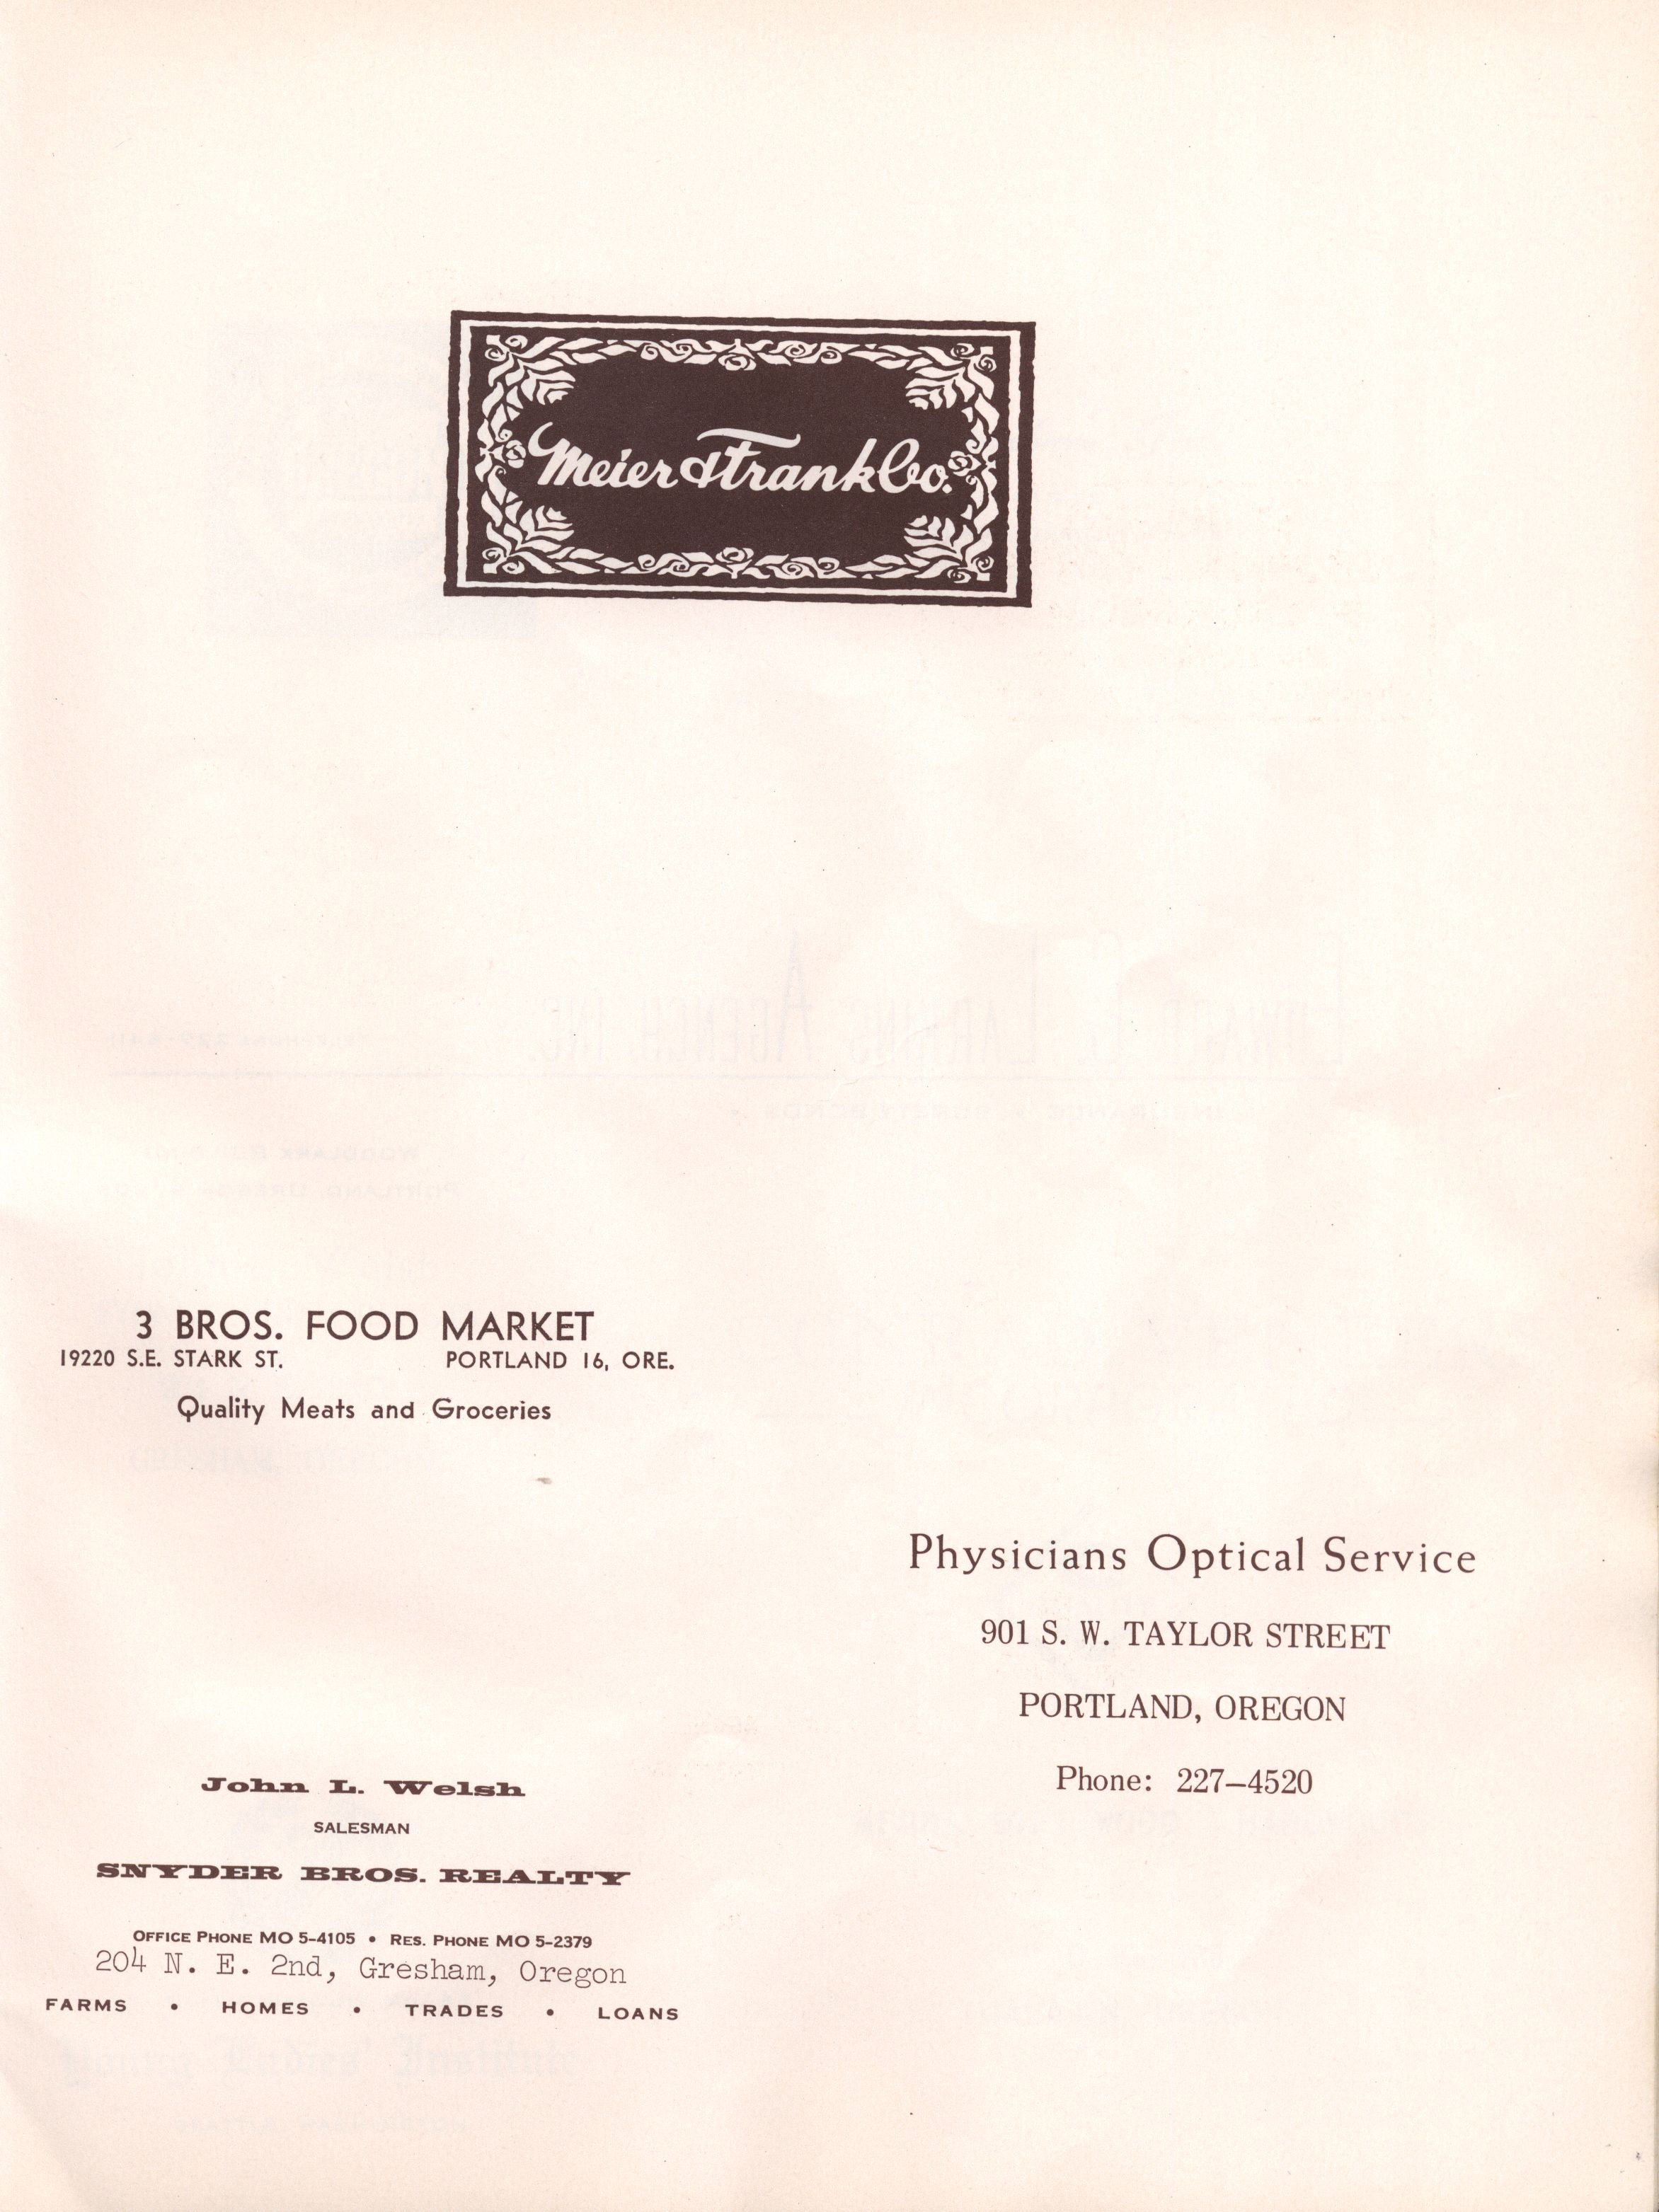 Meier & Frank Co.
3 BROS. FOOD MARKET
19220 S.E. STARK ST. PORTLAND 16, ORE.
Quality Meats and Groceries
Physicians Optical Service
901 S. W. TAYLOR STREET
PORTLAND, OREGON
Phone: 227-4520
John L. Welsh
SALESMAN
SNYDER BROS. REALTY
OFFICE PHONE MO 5-4105 • RES. PHONE MO 5-2379
204 N. E. 2nd, Gresham, Oregon
FARMS • HOMES • TRADES • LOANS